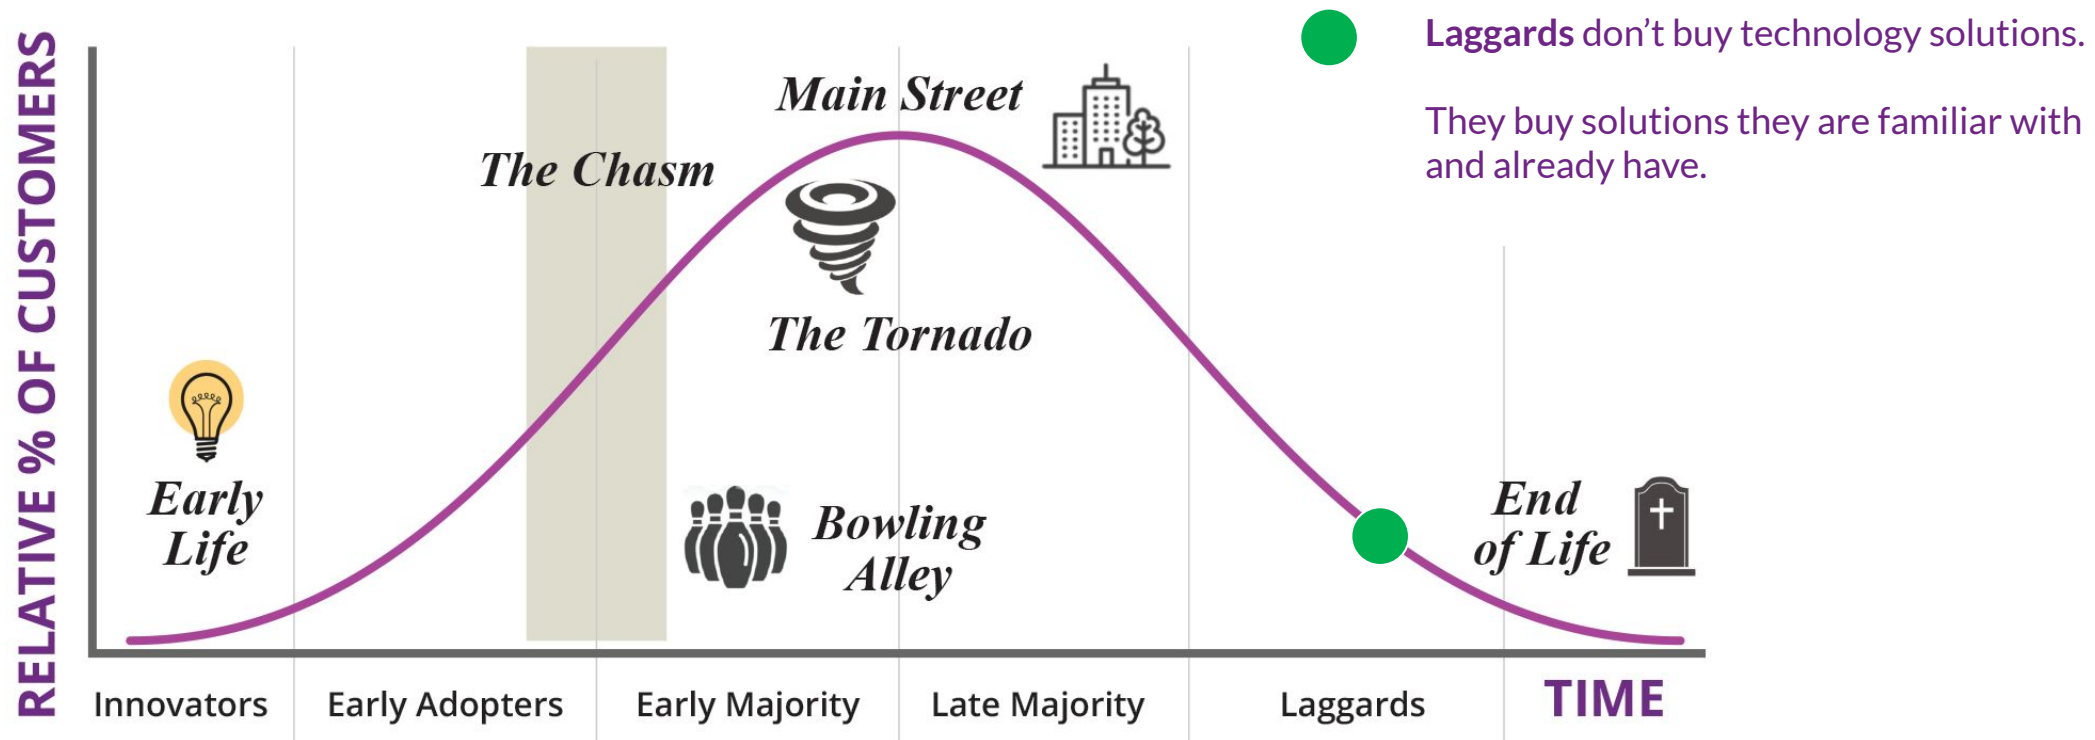 RELATIVE % OF CUSTOMERS
Laggards don’t buy technology solutions.
They buy solutions they are familiar with
and already have.
Main Street
The Chasm
The Tornado
Early
Life
Bowling
Alley
End
of Life
Innovators
Early Adopters
Early Majority
Late Majority
Laggards
TIME